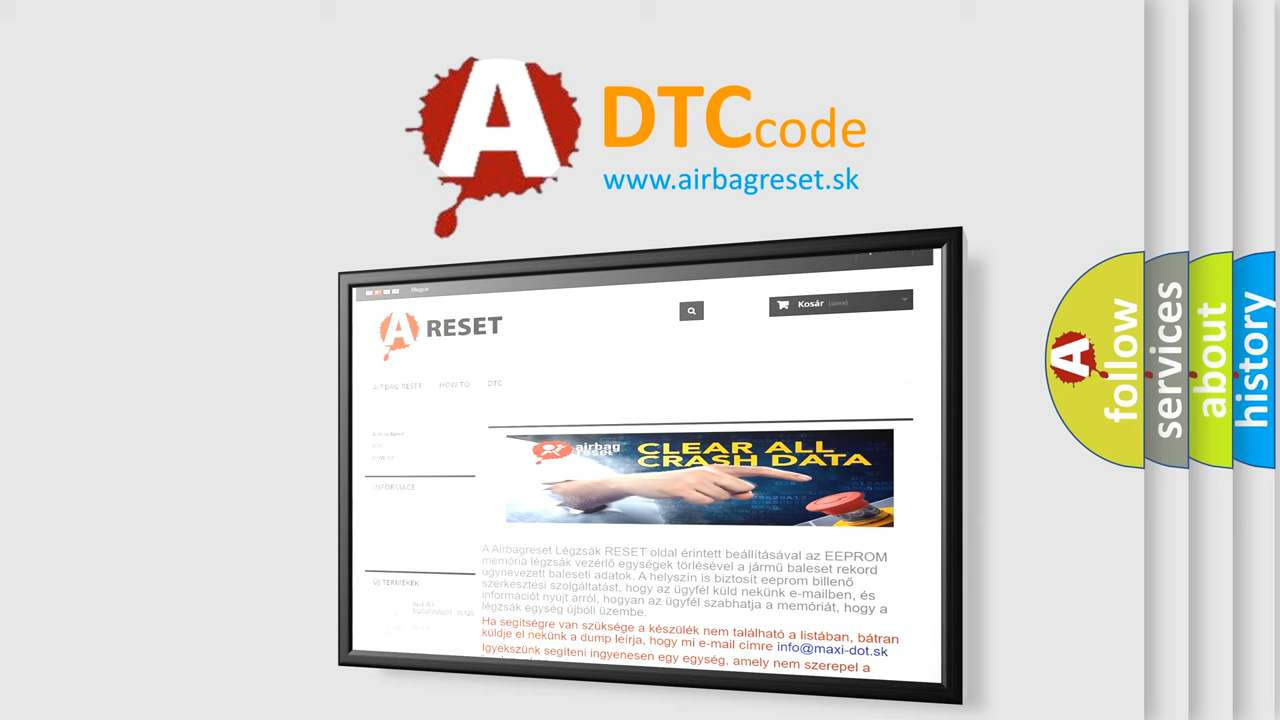 A
DTC code
www.airbagreset.sk
Magyar
A RESET
Kosár
AIRBAG RESET HOW TO DTC
INFORMACE
airbag
reset
CLEAR ALL
CRASH DATA
A Airbagreset Légzsák RESET oldal érintett beállításával az EEPROM
memória légzsák vezérlő egységek törlésével a jármű baleset rekord
úgynevezett baleseti adatok. A helyszín is biztosít eeprom billenő
szerkesztési szolgáltatást, hogy az ügyfél küld nekünk e-mailben, és
információt nyújt arról, hogyan az ügyfél szabhatja a memóriát, hogy a
légzsák egység újbóli üzembe.
Ha segítségre van szüksége a készülék nem található a listában, bátran
küldje el nekünk a dump leírja, hogy mi e-mail címre info@maxi-dot.sk
Igyekszünk segíteni ingyenesen egy egység, amely nem szerepel a
ÚJ TERMÉKEK
A
follow
services
about
history